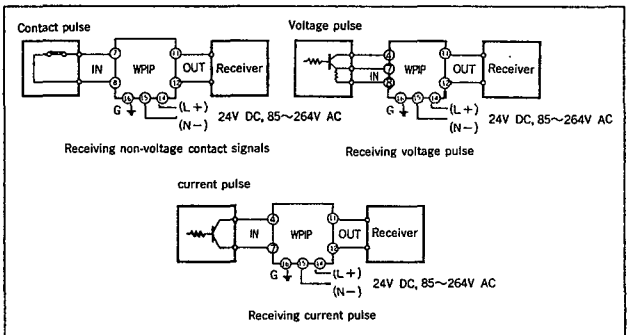 Contact pulse
7 11
IN WPIP OUT Receiver
8 12
16 15 14
(L+)
G (N−) 24V DC, 85~264V AC
Receiving non-voltage contact signals
Voltage pulse
4 11
7 WPIP OUT Receiver
IN 8 12
16 15 14
(L+)
G (N−) 24V DC, 85~264V AC
Receiving voltage pulse
current pulse
4 11
IN WPIP OUT Receiver
7 12
16 15 14
(L+)
G (N−) 24V DC, 85~264V AC
Receiving current pulse